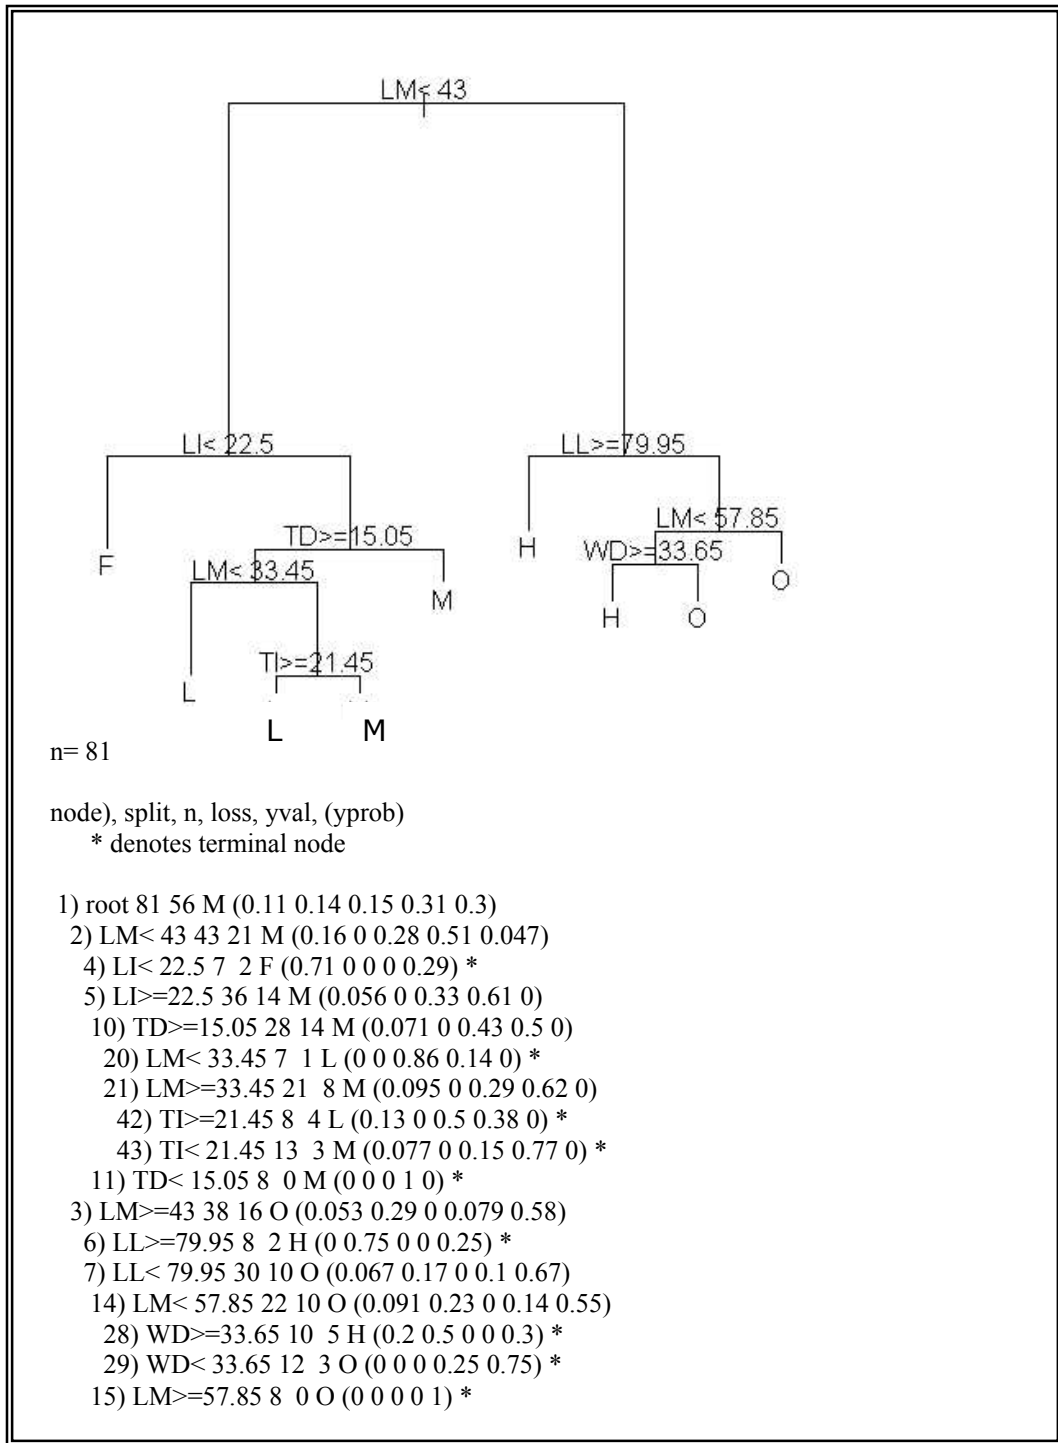 LM< 43
LI< 22.5
LL>=79.95
TD>=15.05
LM< 57.85
F
LM< 33.45
M
H
WD>=33.65
O
H
O
TI>=21.45
L
L
M
n= 81
node), split, n, loss, yval, (yprob)
* denotes terminal node
1) root 81 56 M (0.11 0.14 0.15 0.31 0.3)
2) LM< 43 43 21 M (0.16 0 0.28 0.51 0.047)
4) LI< 22.5 7  2 F (0.71 0 0 0 0.29) *
5) LI>=22.5 36 14 M (0.056 0 0.33 0.61 0)
10) TD>=15.05 28 14 M (0.071 0 0.43 0.5 0)
20) LM< 33.45 7  1 L (0 0 0.86 0.14 0) *
21) LM>=33.45 21  8 M (0.095 0 0.29 0.62 0)
42) TI>=21.45 8  4 L (0.13 0 0.5 0.38 0) *
43) TI< 21.45 13  3 M (0.077 0 0.15 0.77 0) *
11) TD< 15.05 8  0 M (0 0 0 1 0) *
3) LM>=43 38 16 O (0.053 0.29 0 0.079 0.58)
6) LL>=79.95 8  2 H (0 0.75 0 0 0.25) *
7) LL< 79.95 30 10 O (0.067 0.17 0 0.1 0.67)
14) LM< 57.85 22 10 O (0.091 0.23 0 0.14 0.55)
28) WD>=33.65 10  5 H (0.2 0.5 0 0 0.3) *
29) WD< 33.65 12  3 O (0 0 0 0.25 0.75) *
15) LM>=57.85 8  0 O (0 0 0 0 1) *